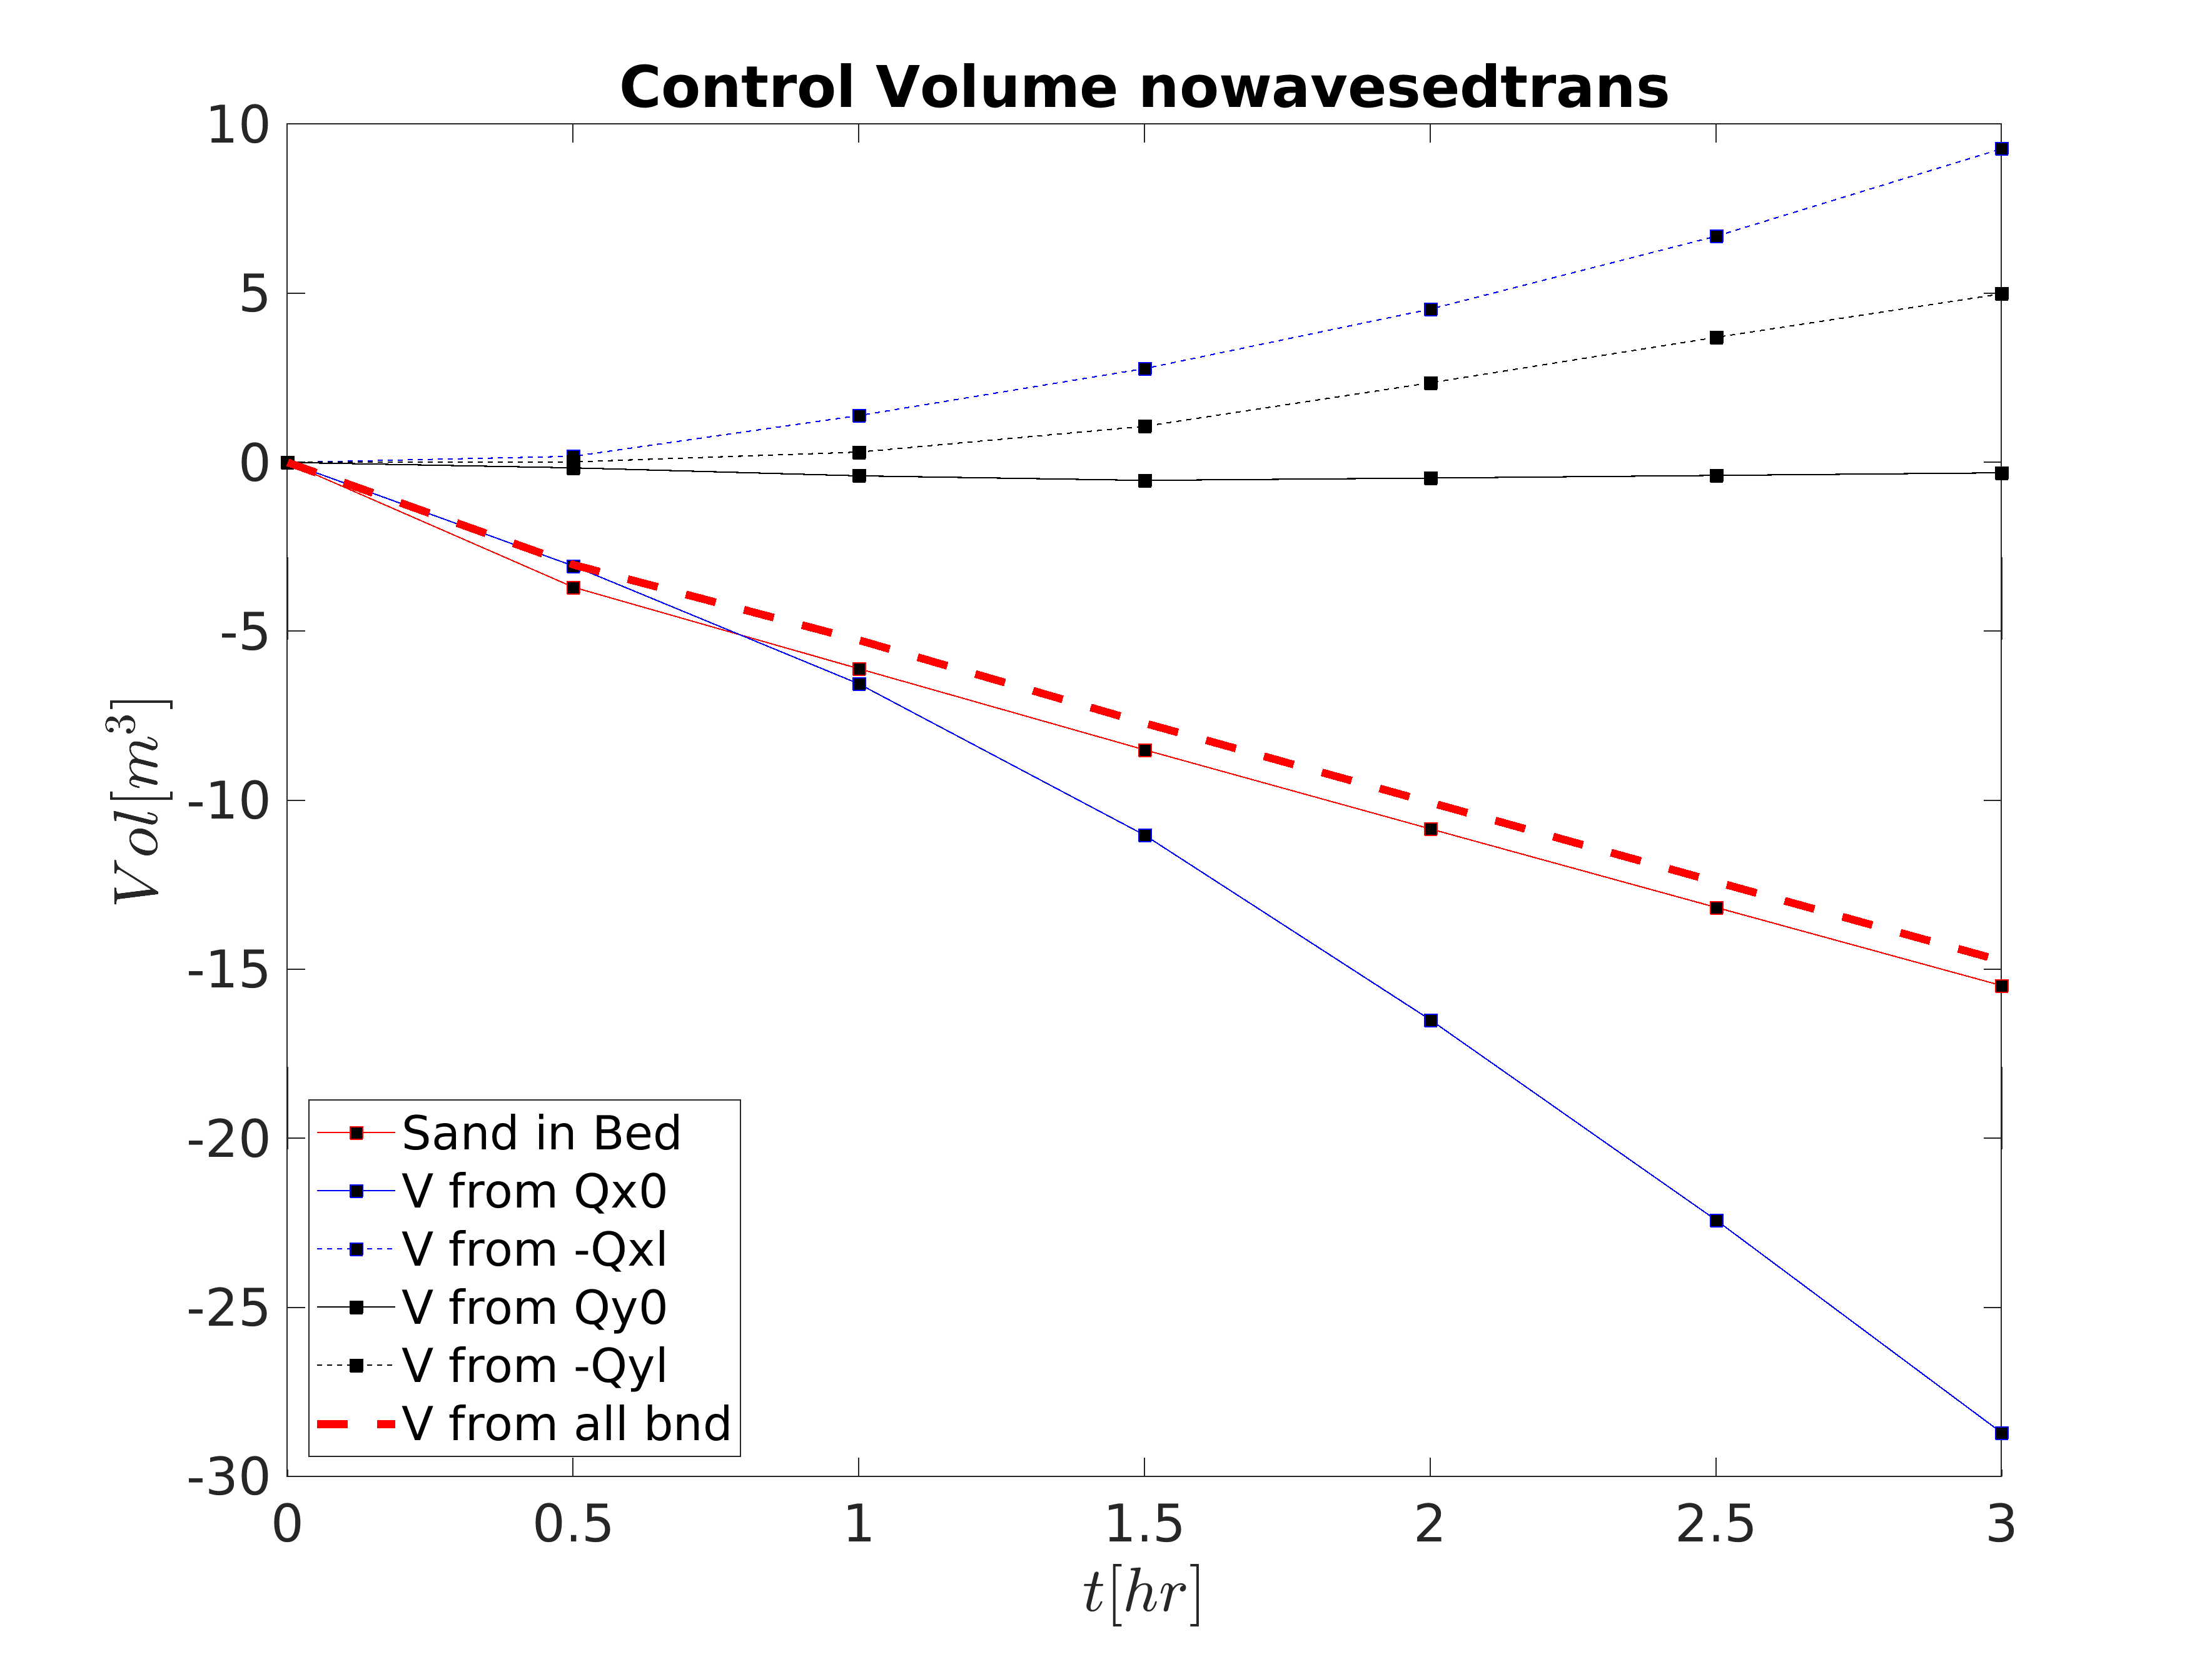 Control Volume nowavesedtrans
10
5
0
-5
-10
-15
-20
-25
-30
Vol[m³]
Sand in Bed
V from Qx0
V from -Qxl
V from Qy0
V from -Qyl
V from all bnd
0 0.5 1 1.5 2 2.5 3
t[hr]